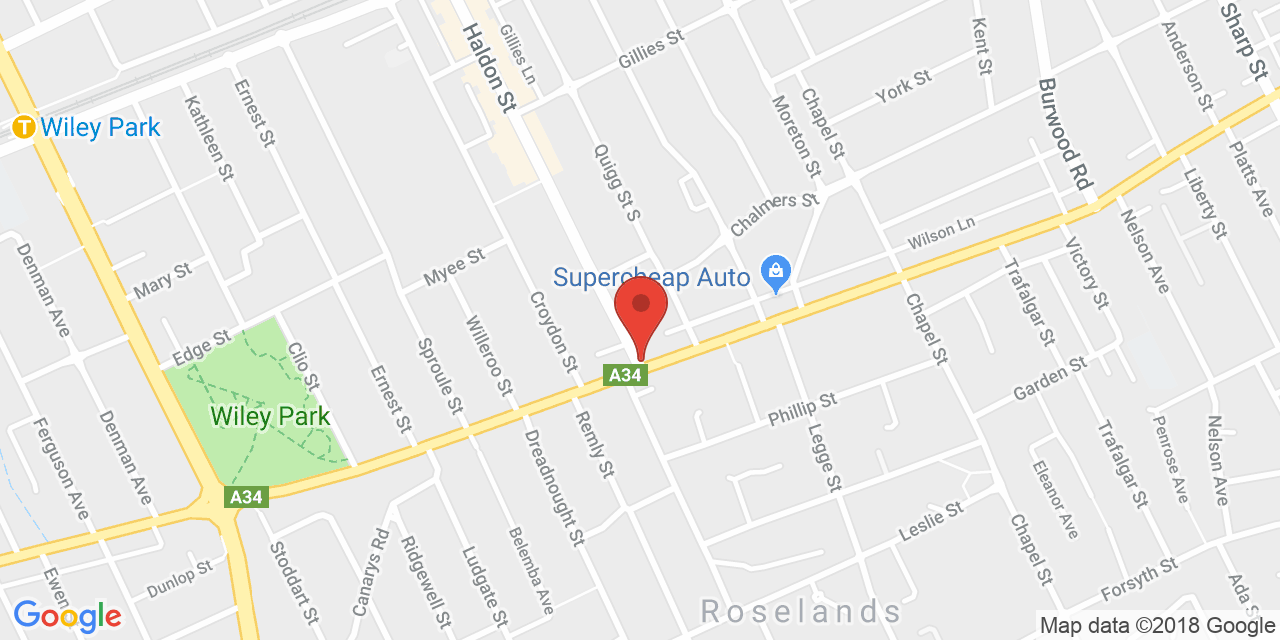 Haldon St
Gillies Ln
Gillies St
Kent St
Anderson St
Sharp St
York St
Chapel St
Moreton St
Burwood Rd
Wiley Park
Kathleen St
Ernest St
Quigg St S
Platts Ave
Liberty St
Chalmers St
Wilson Ln
Nelson Ave
Victory St
Trafalgar St
Denman Ave
Mary St
Myee St
Supercheap Auto
Croydon St
Willeroo St
Sproule St
Chapel St
Edge St
Clio St
Ernest St
A34
Garden St
Wiley Park
Phillip St
Legge St
Remly St
Dreadnought St
Ferguson Ave
Denman Ave
Trafalgar St
Penrose Ave
Nelson Ave
Eleanor Ave
A34
Leslie St
Chapel St
Canarys Rd
Ridgewell St
Ludgate St
Belemba Ave
Stoddart St
Dunlop St
Ewen
Forsyth St
Ada S
Roselands
Google
Map data ©2018 Google